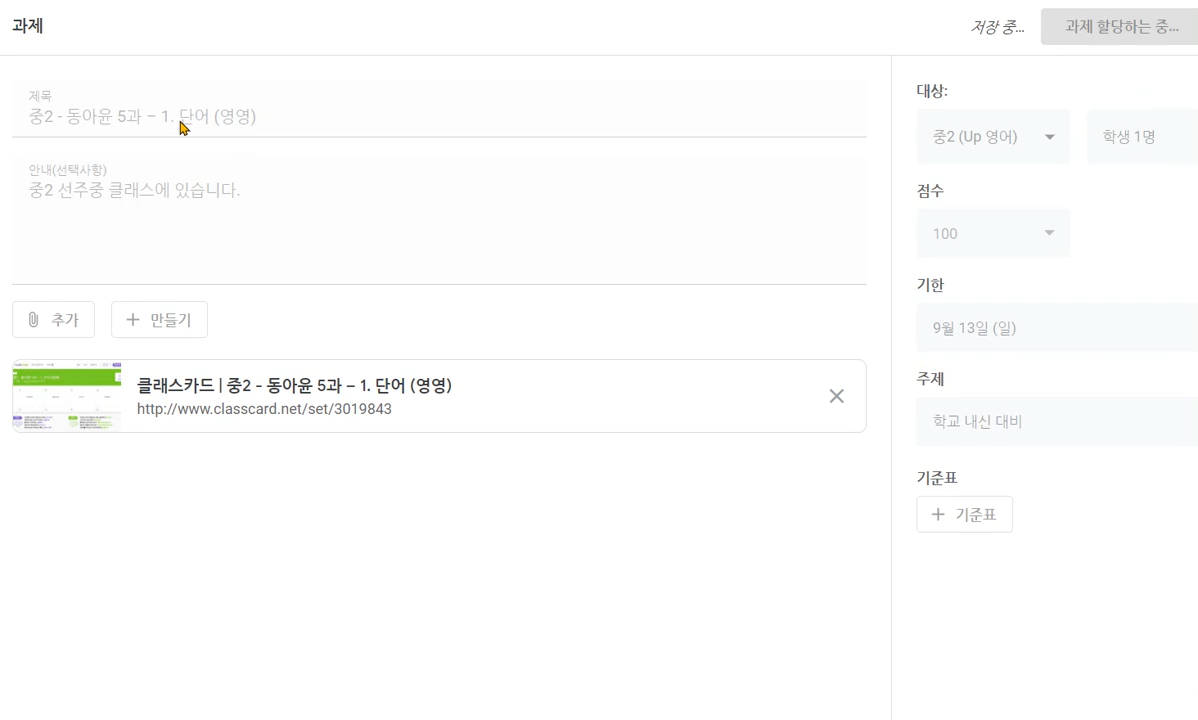 과제
저장 중...
과제 할당하는 중...
제목
중2 - 동아윤 5과 – 1. 단어 (영영)
안내(선택사항)
중2 선주중 클래스에 있습니다.
추가
만들기
클래스카드 | 중2 - 동아윤 5과 – 1. 단어 (영영)
http://www.classcard.net/set/3019843
대상:
중2 (Up 영어)
학생 1명
점수
100
기한
9월 13일 (일)
주제
학교 내신 대비
기준표
기준표